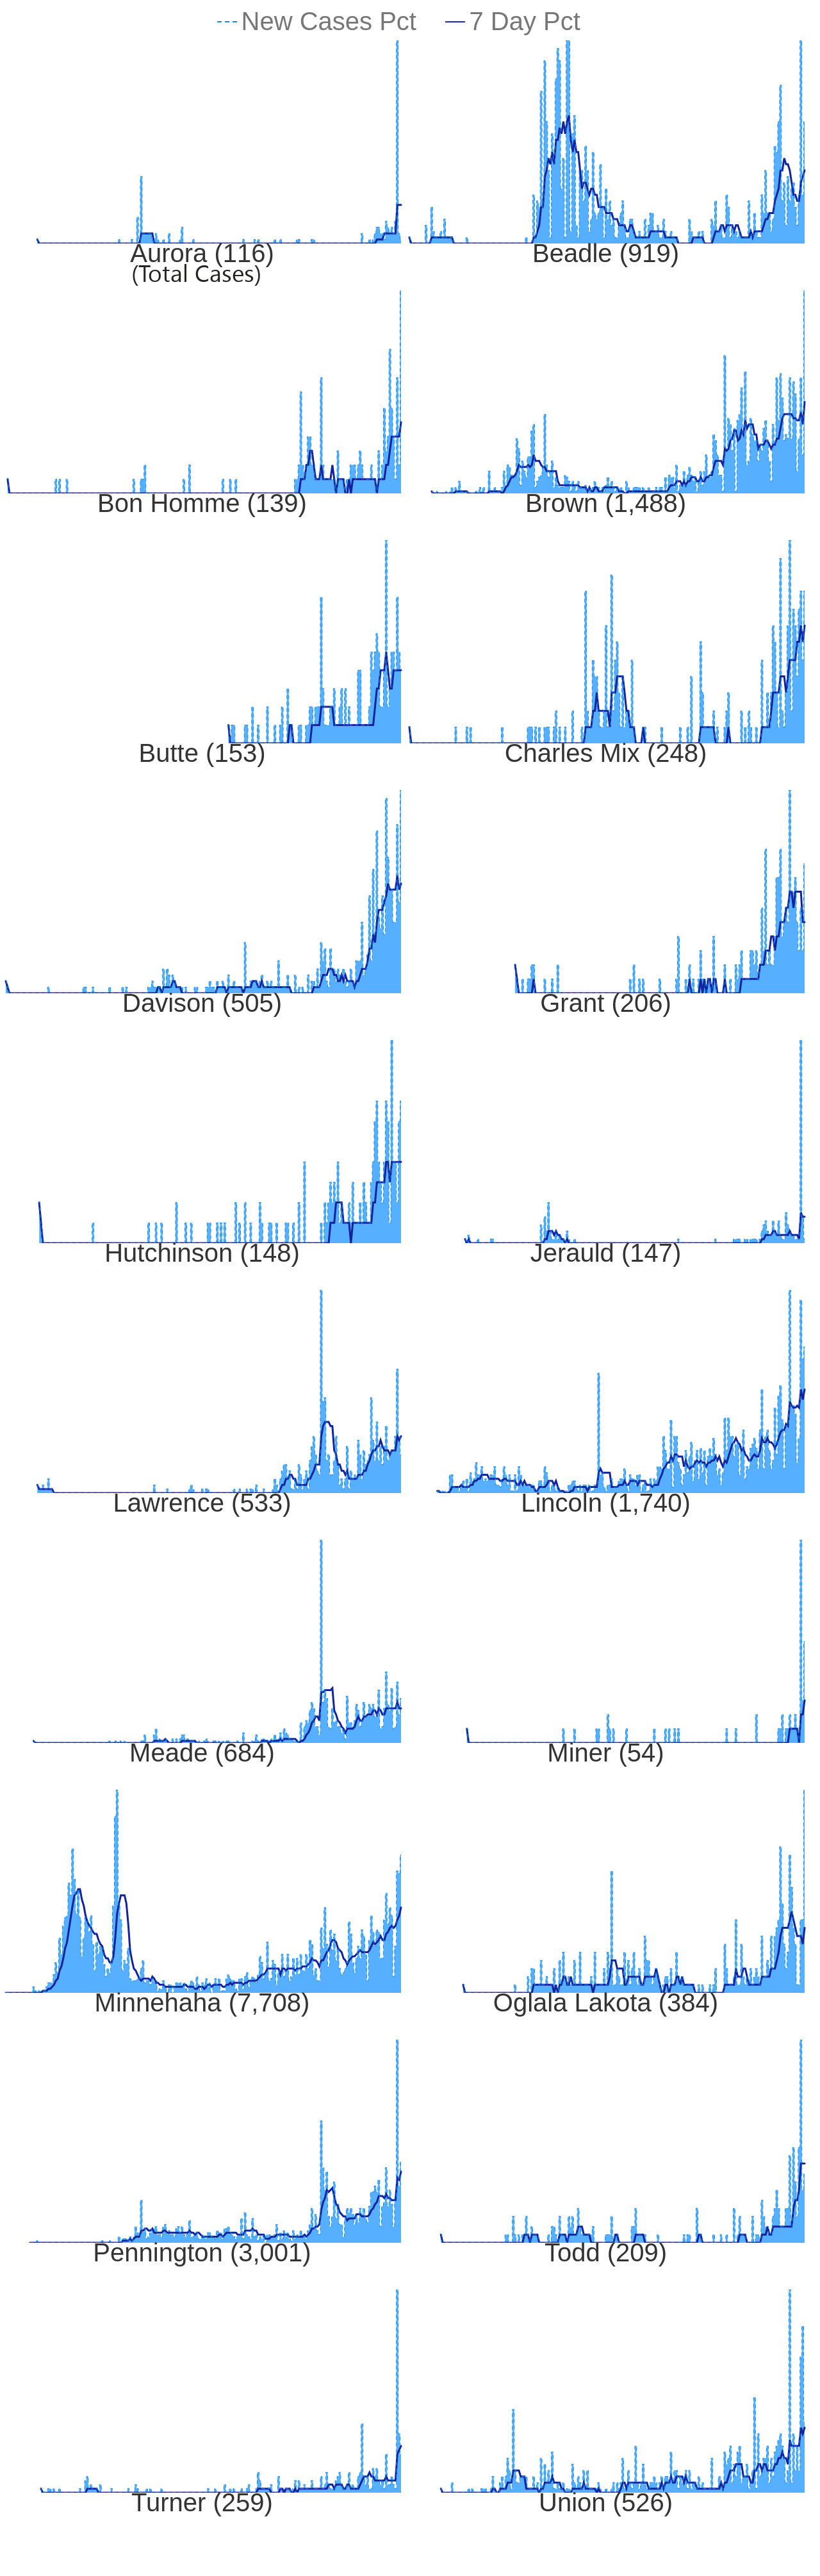 New Cases Pct 7 Day Pct
Aurora (116) Beadle (919)
(Total Cases)
Bon Homme (139) Brown (1,488)
Butte (153) Charles Mix (248)
Davison (505) Grant (206)
Hutchinson (148) Jerauld (147)
Lawrence (533) Lincoln (1,740)
Meade (684) Miner (54)
Minnehaha (7,708) Oglala Lakota (384)
Pennington (3,001) Todd (209)
Turner (259) Union (526)